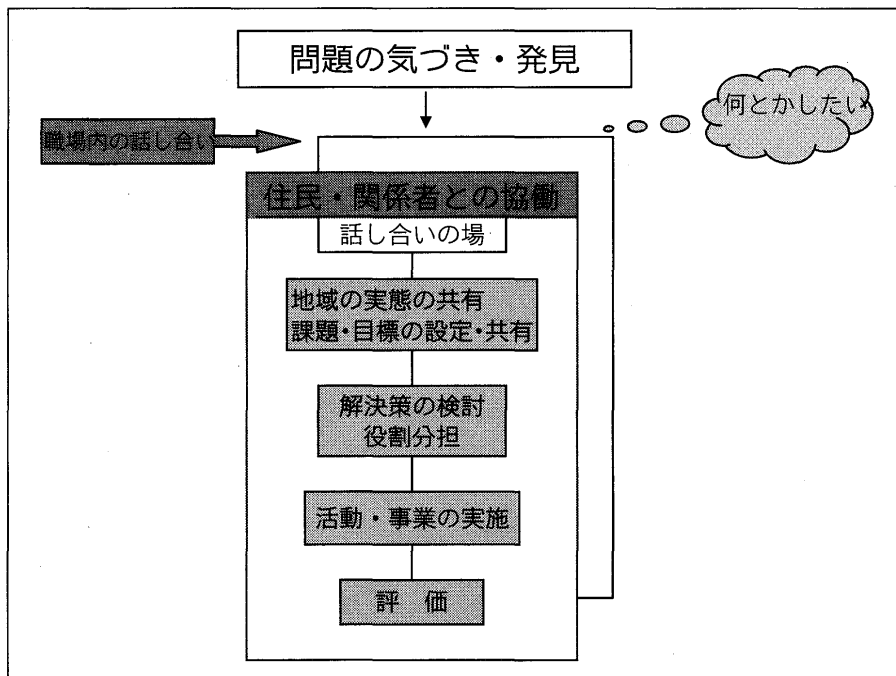 問題の気づき・発見
何とかしたい
職場内の話し合い
住民・関係者との協働
話し合いの場
地域の実態の共有
課題・目標の設定・共有
解決策の検討
役割分担
活動・事業の実施
評　価